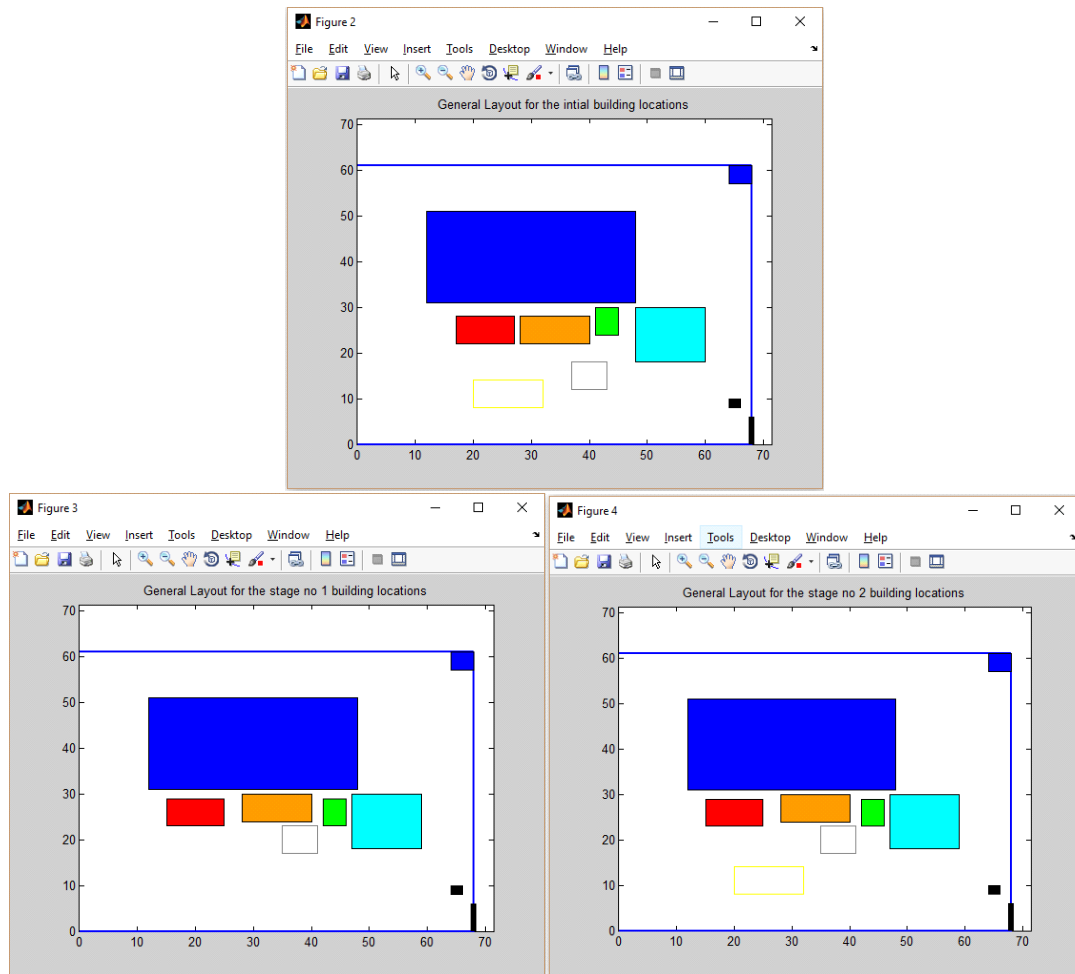 Figure 2
File Edit View Insert Tools Desktop Window Help
General Layout for the intial building locations
70
60
50
40
30
20
10
0
0 10 20 30 40 50 60 70
Figure 3
File Edit View Insert Tools Desktop Window Help
General Layout for the stage no 1 building locations
70
60
50
40
30
20
10
0
0 10 20 30 40 50 60 70
Figure 4
File Edit View Insert Tools Desktop Window Help
General Layout for the stage no 2 building locations
70
60
50
40
30
20
10
0
0 10 20 30 40 50 60 70